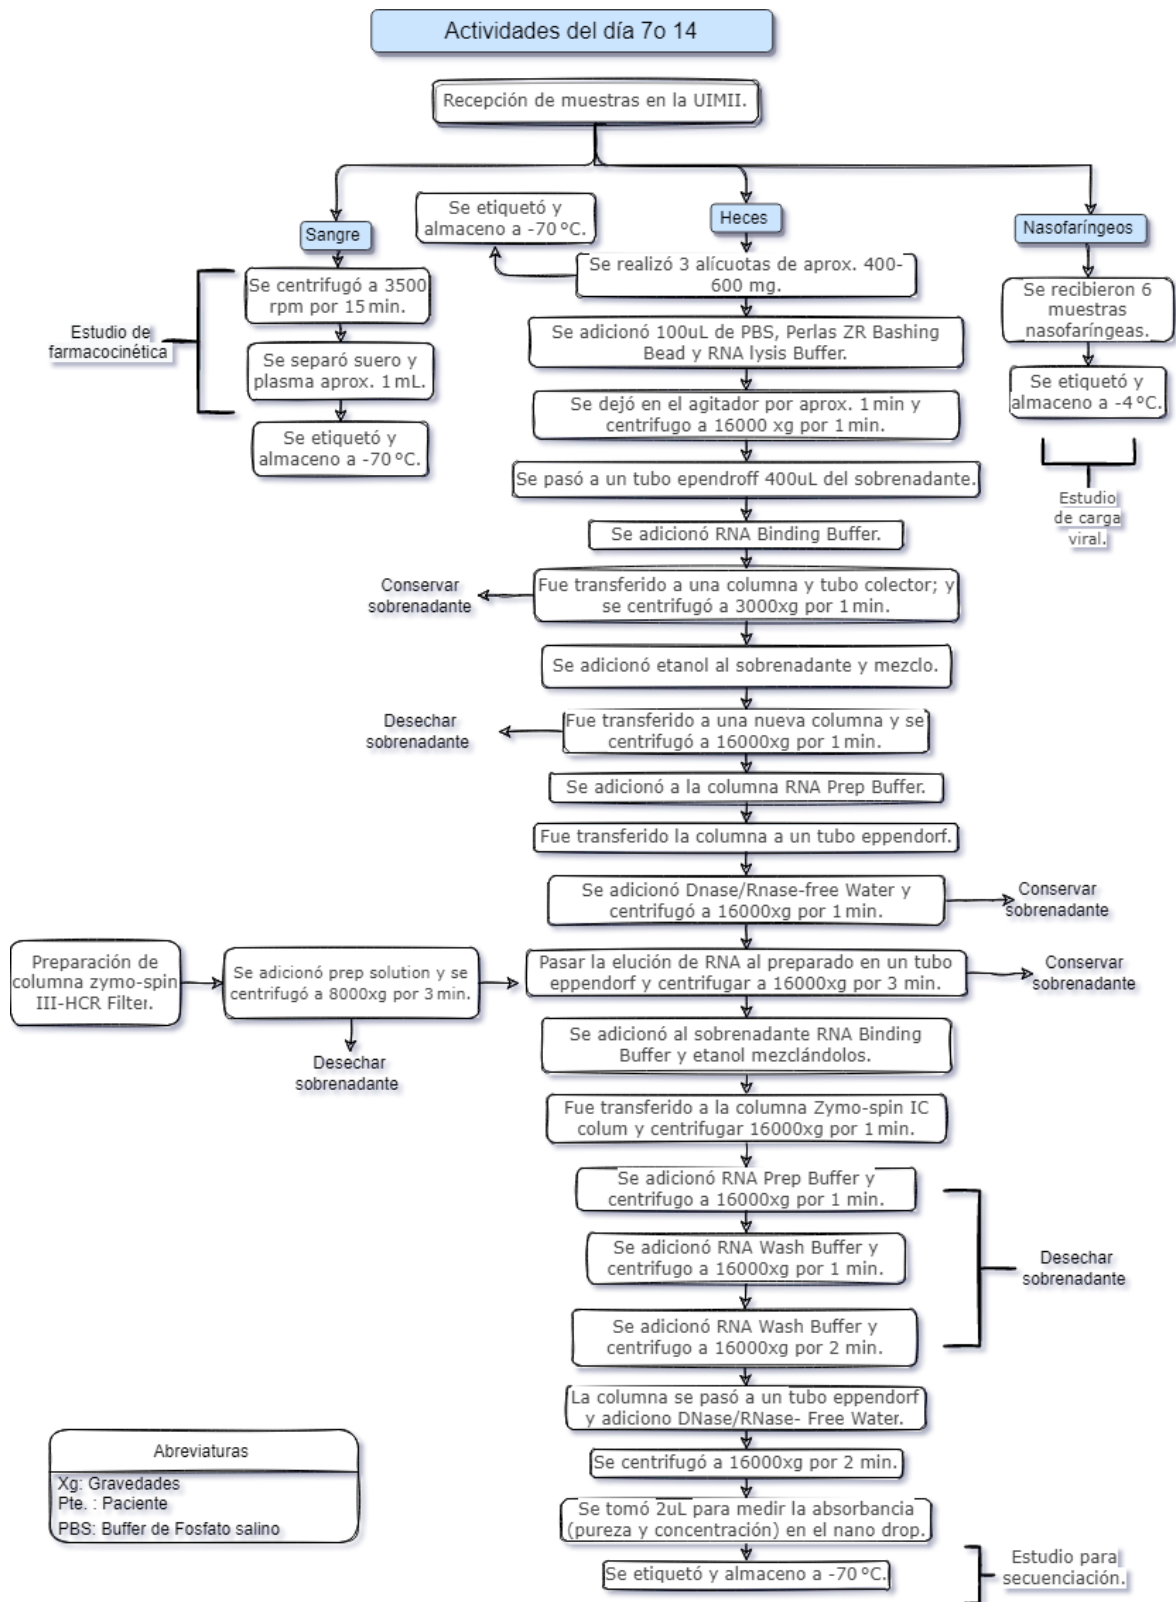 Actividades del día 7o 14
Recepción de muestras en la UIMII.
Sangre
Se centrifugó a 3500
rpm por 15 min.
Se separó suero y
plasma aprox. 1 mL.
Se etiquetó y
almaceno a -70 °C.
Estudio de
farmacocinética
Heces
Se etiquetó y
almaceno a -70 °C.
Se realizó 3 alícuotas de aprox. 400-
600 mg.
Se adicionó 100uL de PBS, Perlas ZR Bashing
Bead y RNA lysis Buffer.
Se dejó en el agitador por aprox. 1 min y
centrifugo a 16000 xg por 1 min.
Se pasó a un tubo ependroff 400uL del sobrenadante.
Se adicionó RNA Binding Buffer.
Fue transferido a una columna y tubo colector; y
se centrifugó a 3000xg por 1 min.
Conservar
sobrenadante
Se adicionó etanol al sobrenadante y mezclo.
Fue transferido a una nueva columna y se
centrifugó a 16000xg por 1 min.
Desechar
sobrenadante
Se adicionó a la columna RNA Prep Buffer.
Fue transferido la columna a un tubo eppendorf.
Se adicionó Dnase/Rnase-free Water y
centrifugó a 16000xg por 1 min.
Conservar
sobrenadante
Preparación de
columna zymo-spin
III-HCR Filter.
Se adicionó prep solution y se
centrifugó a 8000xg por 3 min.
Desechar
sobrenadante
Pasar la elución de RNA al preparado en un tubo
eppendorf y centrifugar a 16000xg por 3 min.
Conservar
sobrenadante
Se adicionó al sobrenadante RNA Binding
Buffer y etanol mezclándolos.
Fue transferido a la columna Zymo-spin IC
colum y centrifugar 16000xg por 1 min.
Se adicionó RNA Prep Buffer y
centrifugo a 16000xg por 1 min.
Se adicionó RNA Wash Buffer y
centrifugo a 16000xg por 1 min.
Se adicionó RNA Wash Buffer y
centrifugo a 16000xg por 2 min.
Desechar
sobrenadante
La columna se pasó a un tubo eppendorf
y adiciono DNase/RNase- Free Water.
Se centrifugó a 16000xg por 2 min.
Se tomó 2uL para medir la absorbancia
(pureza y concentración) en el nano drop.
Se etiquetó y almaceno a -70 °C.
Estudio para
secuenciación.
Nasofaríngeos
Se recibieron 6
muestras
nasofaríngeas.
Se etiquetó y
almaceno a -4 °C.
Estudio
de carga
viral.
Abreviaturas
Xg: Gravedades
Pte. : Paciente
PBS: Buffer de Fosfato salino